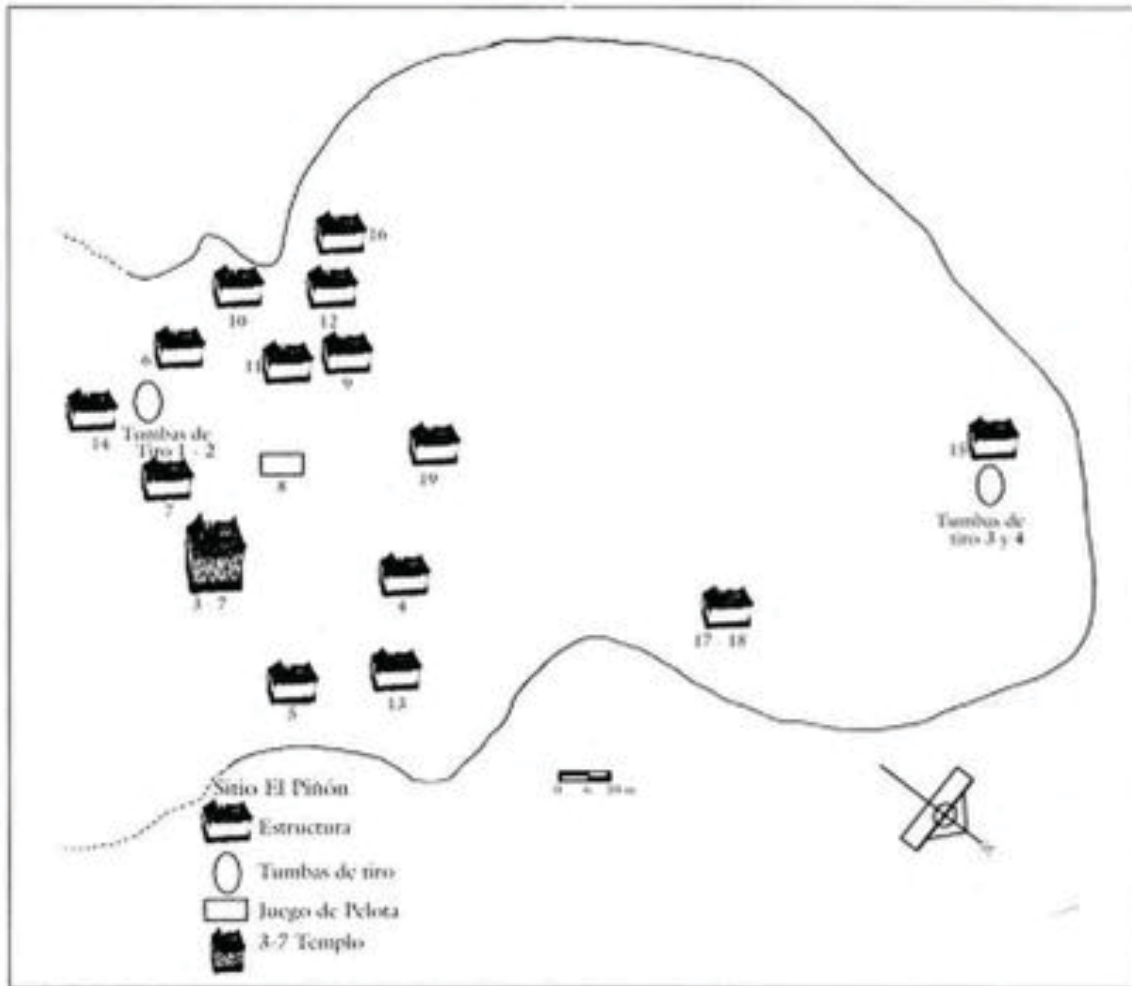 16
10
12
6
11
9
14
Tumbas de
Tiro 1 - 2
7
8
19
15
Tumbas de
tiro 3 y 4
3 - 7
4
17 - 18
5
13
Sitio El Piñón
Estructura
Tumbas de tiro
Juego de Pelota
3-7 Templo